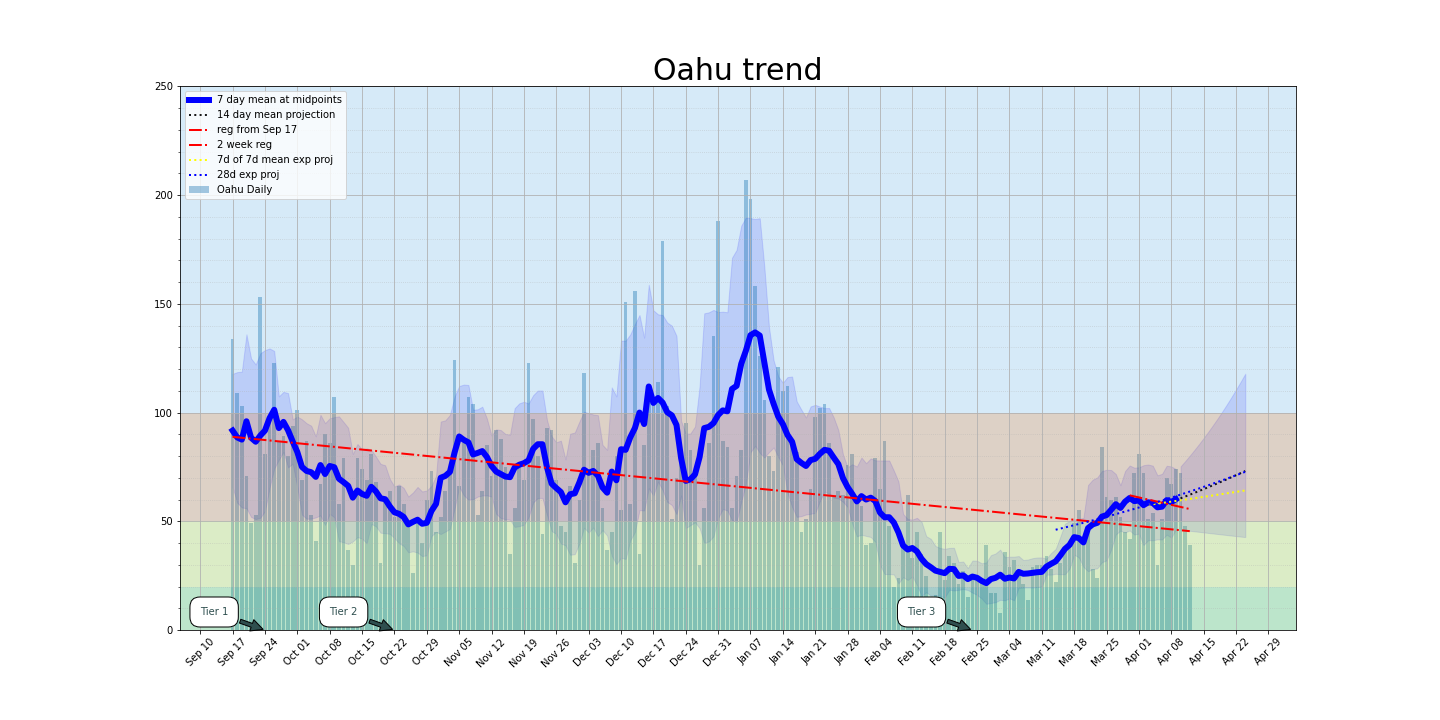 Oahu trend
250
200
150
100
50
0
7 day mean at midpoints
14 day mean projection
reg from Sep 17
2 week reg
7d of 7d mean exp proj
28d exp proj
Oahu Daily
Tier 1
Tier 2
Tier 3
Sep 10
Sep 17
Sep 24
Oct 01
Oct 08
Oct 15
Oct 22
Oct 29
Nov 05
Nov 12
Nov 19
Nov 26
Dec 03
Dec 10
Dec 17
Dec 24
Dec 31
Jan 07
Jan 14
Jan 21
Jan 28
Feb 04
Feb 11
Feb 18
Feb 25
Mar 04
Mar 11
Mar 18
Mar 25
Apr 01
Apr 08
Apr 15
Apr 22
Apr 29